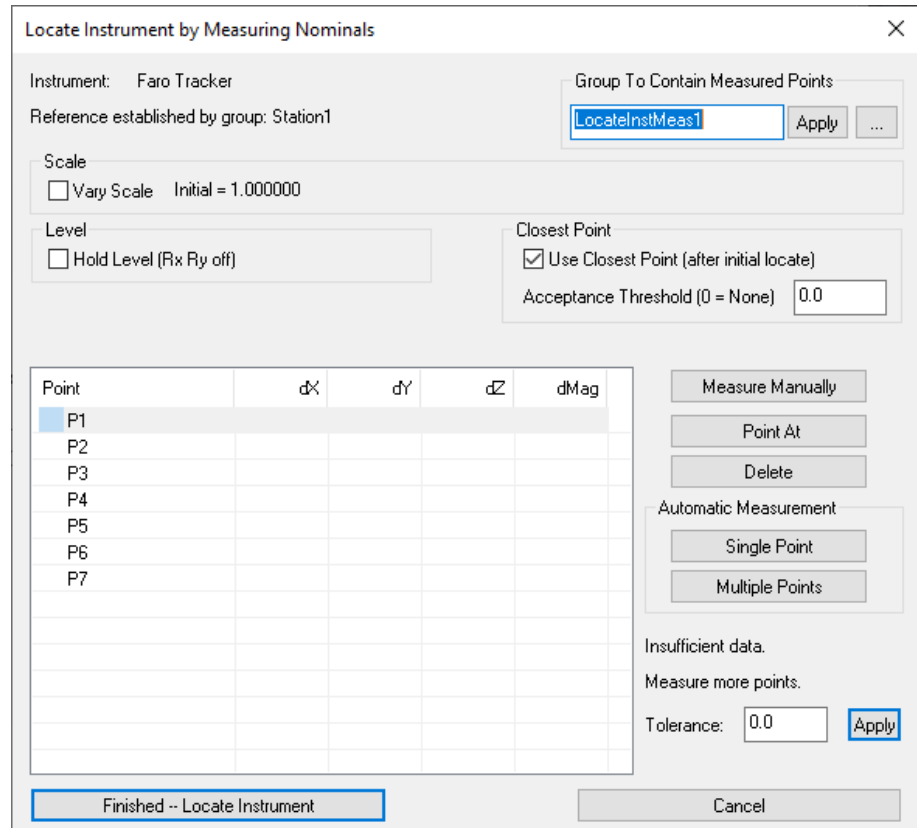 Locate Instrument by Measuring Nominals
Instrument: Faro Tracker
Reference established by group: Station1
Group To Contain Measured Points
LocateInstMeas1 Apply ...
Scale
Vary Scale Initial = 1.000000
Level
Hold Level (Rx Ry off)
Closest Point
Use Closest Point (after initial locate)
Acceptance Threshold (0 = None) 0.0
Point dX dY dZ dMag
P1
P2
P3
P4
P5
P6
P7
Measure Manually
Point At
Delete
Automatic Measurement
Single Point
Multiple Points
Insufficient data.
Measure more points.
Tolerance: 0.0 Apply
Finished -- Locate Instrument Cancel